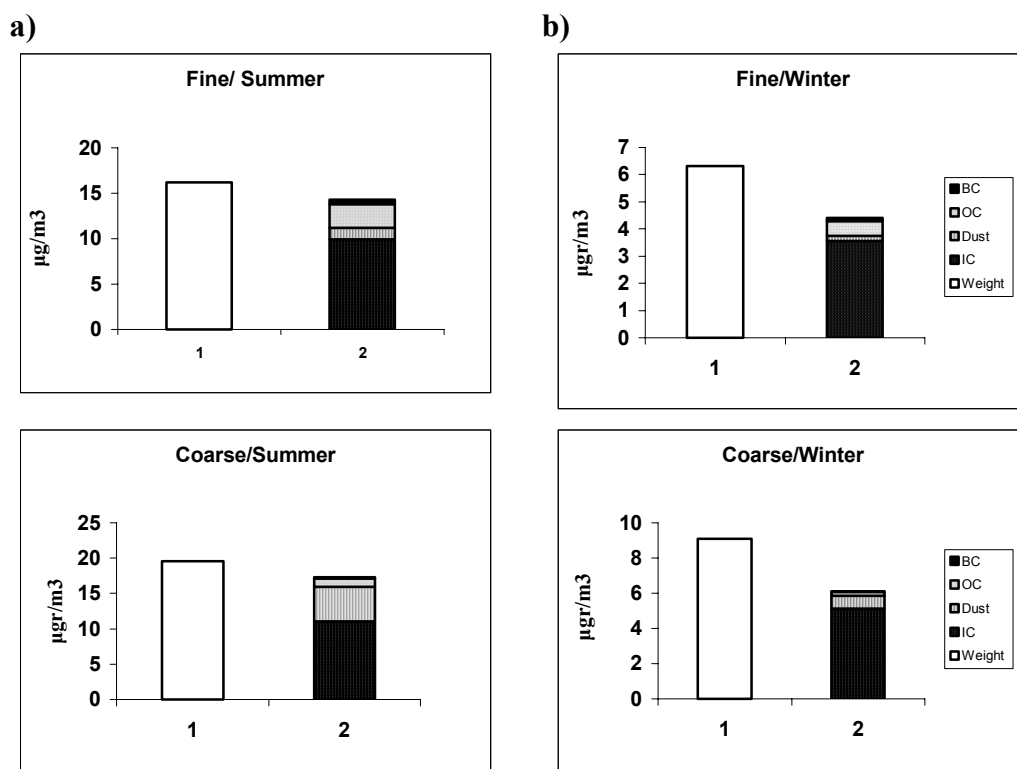 a)
Fine/ Summer
20
15
10
5
0
µg/m3
1 2
b)
Fine/Winter
7
6
5
4
3
2
1
0
µgr/m3
1 2
BC
OC
Dust
IC
Weight
Coarse/Summer
25
20
15
10
5
0
µgr/m3
1 2
Coarse/Winter
10
8
6
4
2
0
µgr/m3
1 2
BC
OC
Dust
IC
Weight